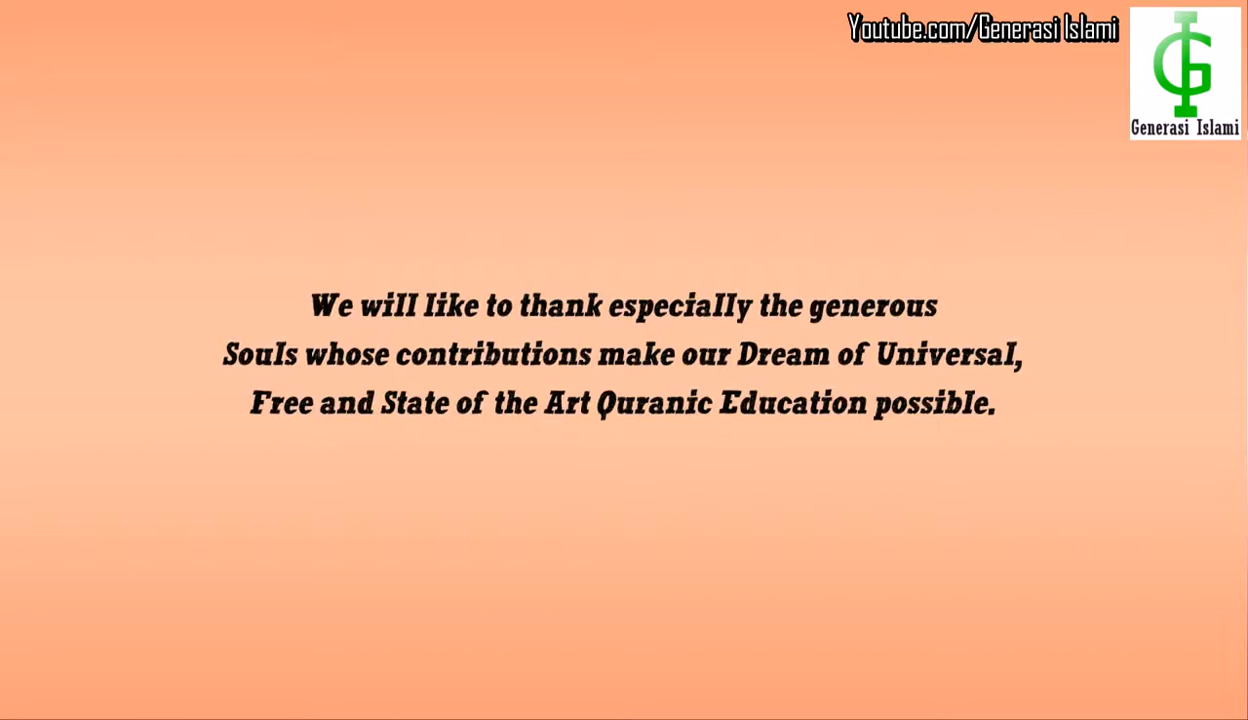 Youtube.com/Generasi Islami
Generasi Islami
We will like to thank especially the generous
Souls whose contributions make our Dream of Universal,
Free and State of the Art Quranic Education possible.